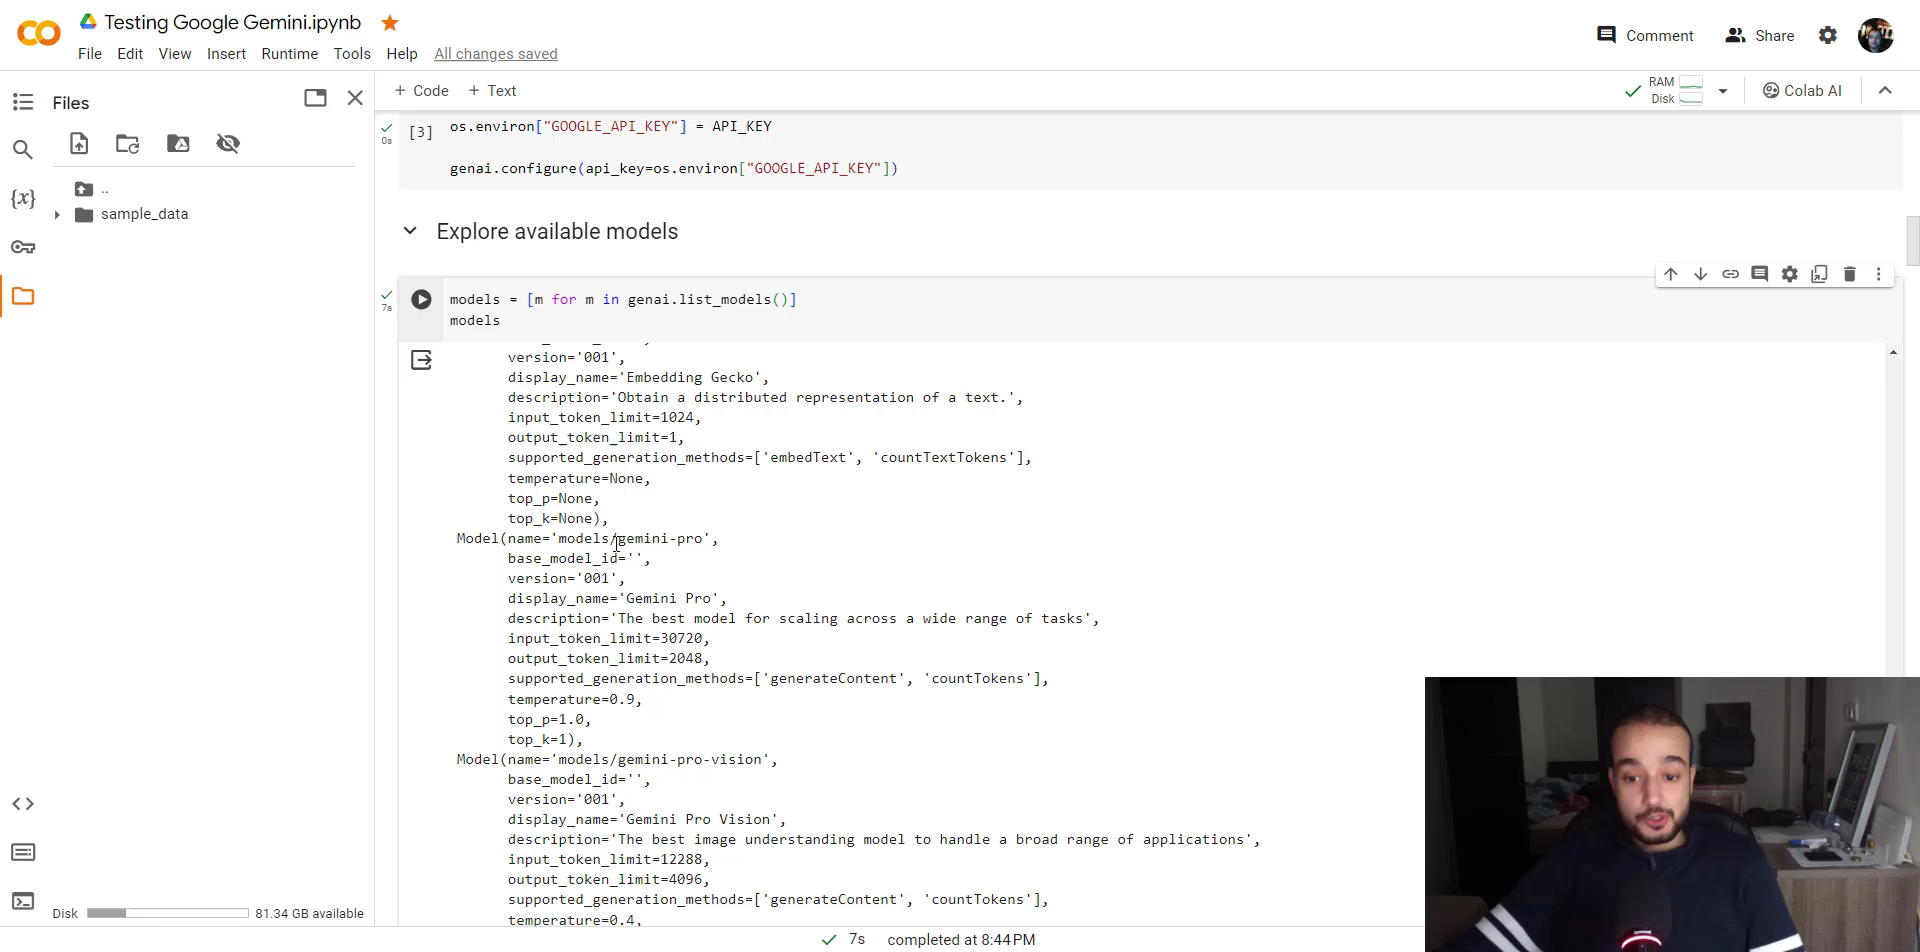 Testing Google Gemini.ipynb
File Edit View Insert Runtime Tools Help All changes saved
Comment Share
Files
+ Code + Text
RAM
Disk
Colab AI
..
sample_data
0s
[3]
os.environ["GOOGLE_API_KEY"] = API_KEY
genai.configure(api_key=os.environ["GOOGLE_API_KEY"])
Explore available models
7s
models = [m for m in genai.list_models()]
models
version='001',
display_name='Embedding Gecko',
description='Obtain a distributed representation of a text.',
input_token_limit=1024,
output_token_limit=1,
supported_generation_methods=['embedText', 'countTextTokens'],
temperature=None,
top_p=None,
top_k=None),
Model(name='models/gemini-pro',
base_model_id='',
version='001',
display_name='Gemini Pro',
description='The best model for scaling across a wide range of tasks',
input_token_limit=30720,
output_token_limit=2048,
supported_generation_methods=['generateContent', 'countTokens'],
temperature=0.9,
top_p=1.0,
top_k=1),
Model(name='models/gemini-pro-vision',
base_model_id='',
version='001',
display_name='Gemini Pro Vision',
description='The best image understanding model to handle a broad range of applications',
input_token_limit=12288,
output_token_limit=4096,
supported_generation_methods=['generateContent', 'countTokens'],
temperature=0.4,
Disk 81.34 GB available
7s completed at 8:44 PM